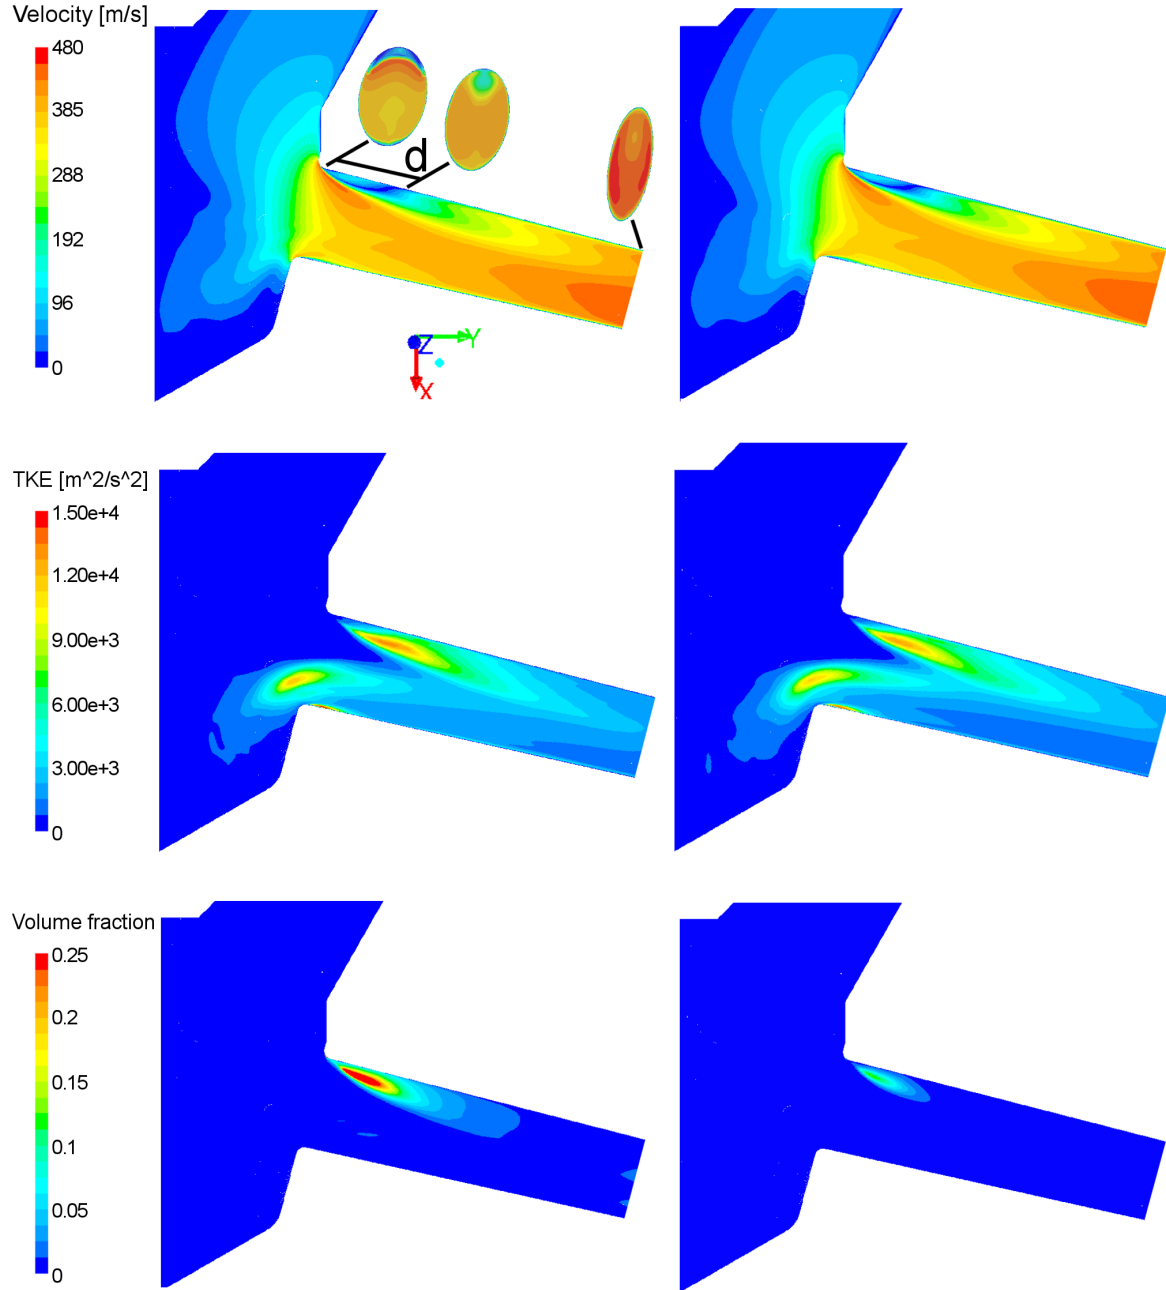 Velocity [m/s]
480
385
288
192
96
0
d
Z
Y
X
TKE [m^2/s^2]
1.50e+4
1.20e+4
9.00e+3
6.00e+3
3.00e+3
0
Volume fraction
0.25
0.2
0.15
0.1
0.05
0